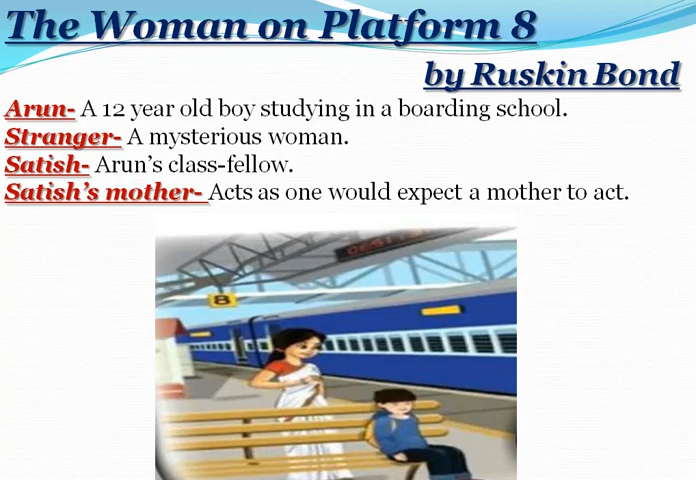 The Woman on Platform 8
by Ruskin Bond
Arun- A 12 year old boy studying in a boarding school.
Stranger- A mysterious woman.
Satish- Arun's class-fellow.
Satish's mother- Acts as one would expect a mother to act.
8